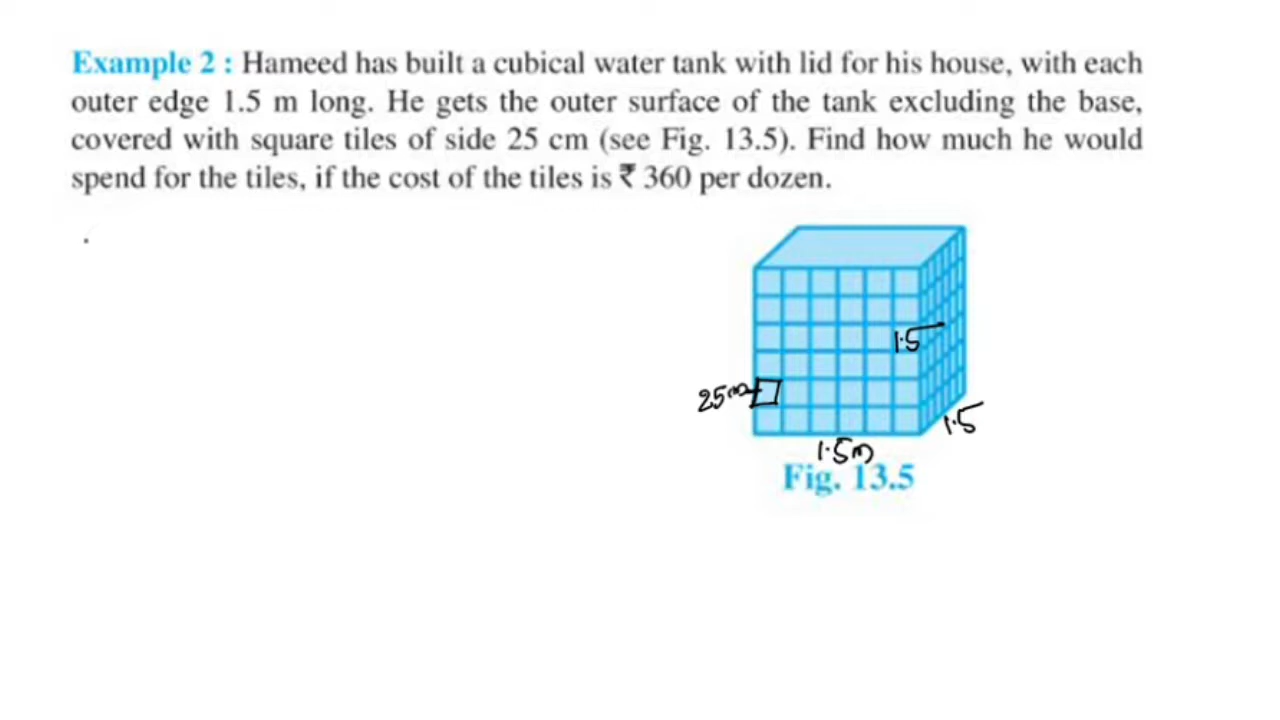 Example 2 : Hameed has built a cubical water tank with lid for his house, with each
outer edge 1.5 m long. He gets the outer surface of the tank excluding the base,
covered with square tiles of side 25 cm (see Fig. 13.5). Find how much he would
spend for the tiles, if the cost of the tiles is ₹ 360 per dozen.
1.5
25cm
1.5
1.5m
Fig. 13.5